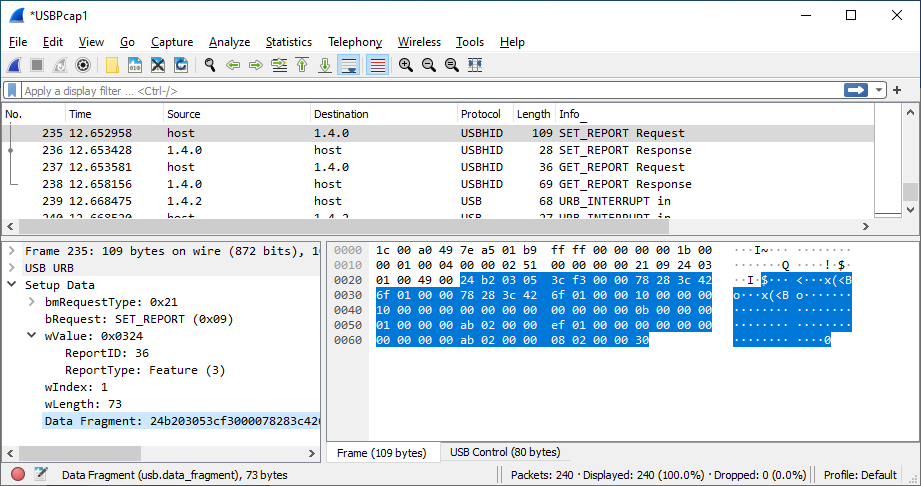 *USBPcap1
File Edit View Go Capture Analyze Statistics Telephony Wireless Tools Help
Apply a display filter ... <Ctrl-/>
No. Time Source Destination Protocol Length Info
235 12.652958 host 1.4.0 USBHID 109 SET_REPORT Request
236 12.653428 1.4.0 host USBHID 28 SET_REPORT Response
237 12.653581 host 1.4.0 USBHID 36 GET_REPORT Request
238 12.658156 1.4.0 host USBHID 69 GET_REPORT Response
239 12.668475 1.4.2 host USB 68 URB_INTERRUPT in
240 12.668520 host 1.4.2 USB 27 URB_INTERRUPT in
Frame 235: 109 bytes on wire (872 bits), 10
USB URB
Setup Data
bmRequestType: 0x21
bRequest: SET_REPORT (0x09)
wValue: 0x0324
ReportID: 36
ReportType: Feature (3)
wIndex: 1
wLength: 73
Data Fragment: 24b203053cf3000078283c426
0000 1c 00 a0 49 7e a5 01 b9 ff ff 00 00 00 00 1b 00 ···I~··· ········
0010 00 01 00 04 00 00 02 51 00 00 00 00 21 09 24 03 ·······Q ····!·$·
0020 01 00 49 00 24 b2 03 05 3c f3 00 00 78 28 3c 42 ··I·$··· <···x(<B
0030 6f 01 00 00 78 28 3c 42 6f 01 00 00 10 00 00 00 o···x(<B o·······
0040 10 00 00 00 00 00 00 00 00 00 00 00 0b 00 00 00 ········ ········
0050 01 00 00 00 ab 02 00 00 ef 01 00 00 00 00 00 00 ········ ········
0060 00 00 00 00 ab 02 00 00 08 02 00 00 30 ········ ····0
Frame (109 bytes) USB Control (80 bytes)
Data Fragment (usb.data_fragment), 73 bytes Packets: 240 · Displayed: 240 (100.0%) · Dropped: 0 (0.0%) Profile: Default